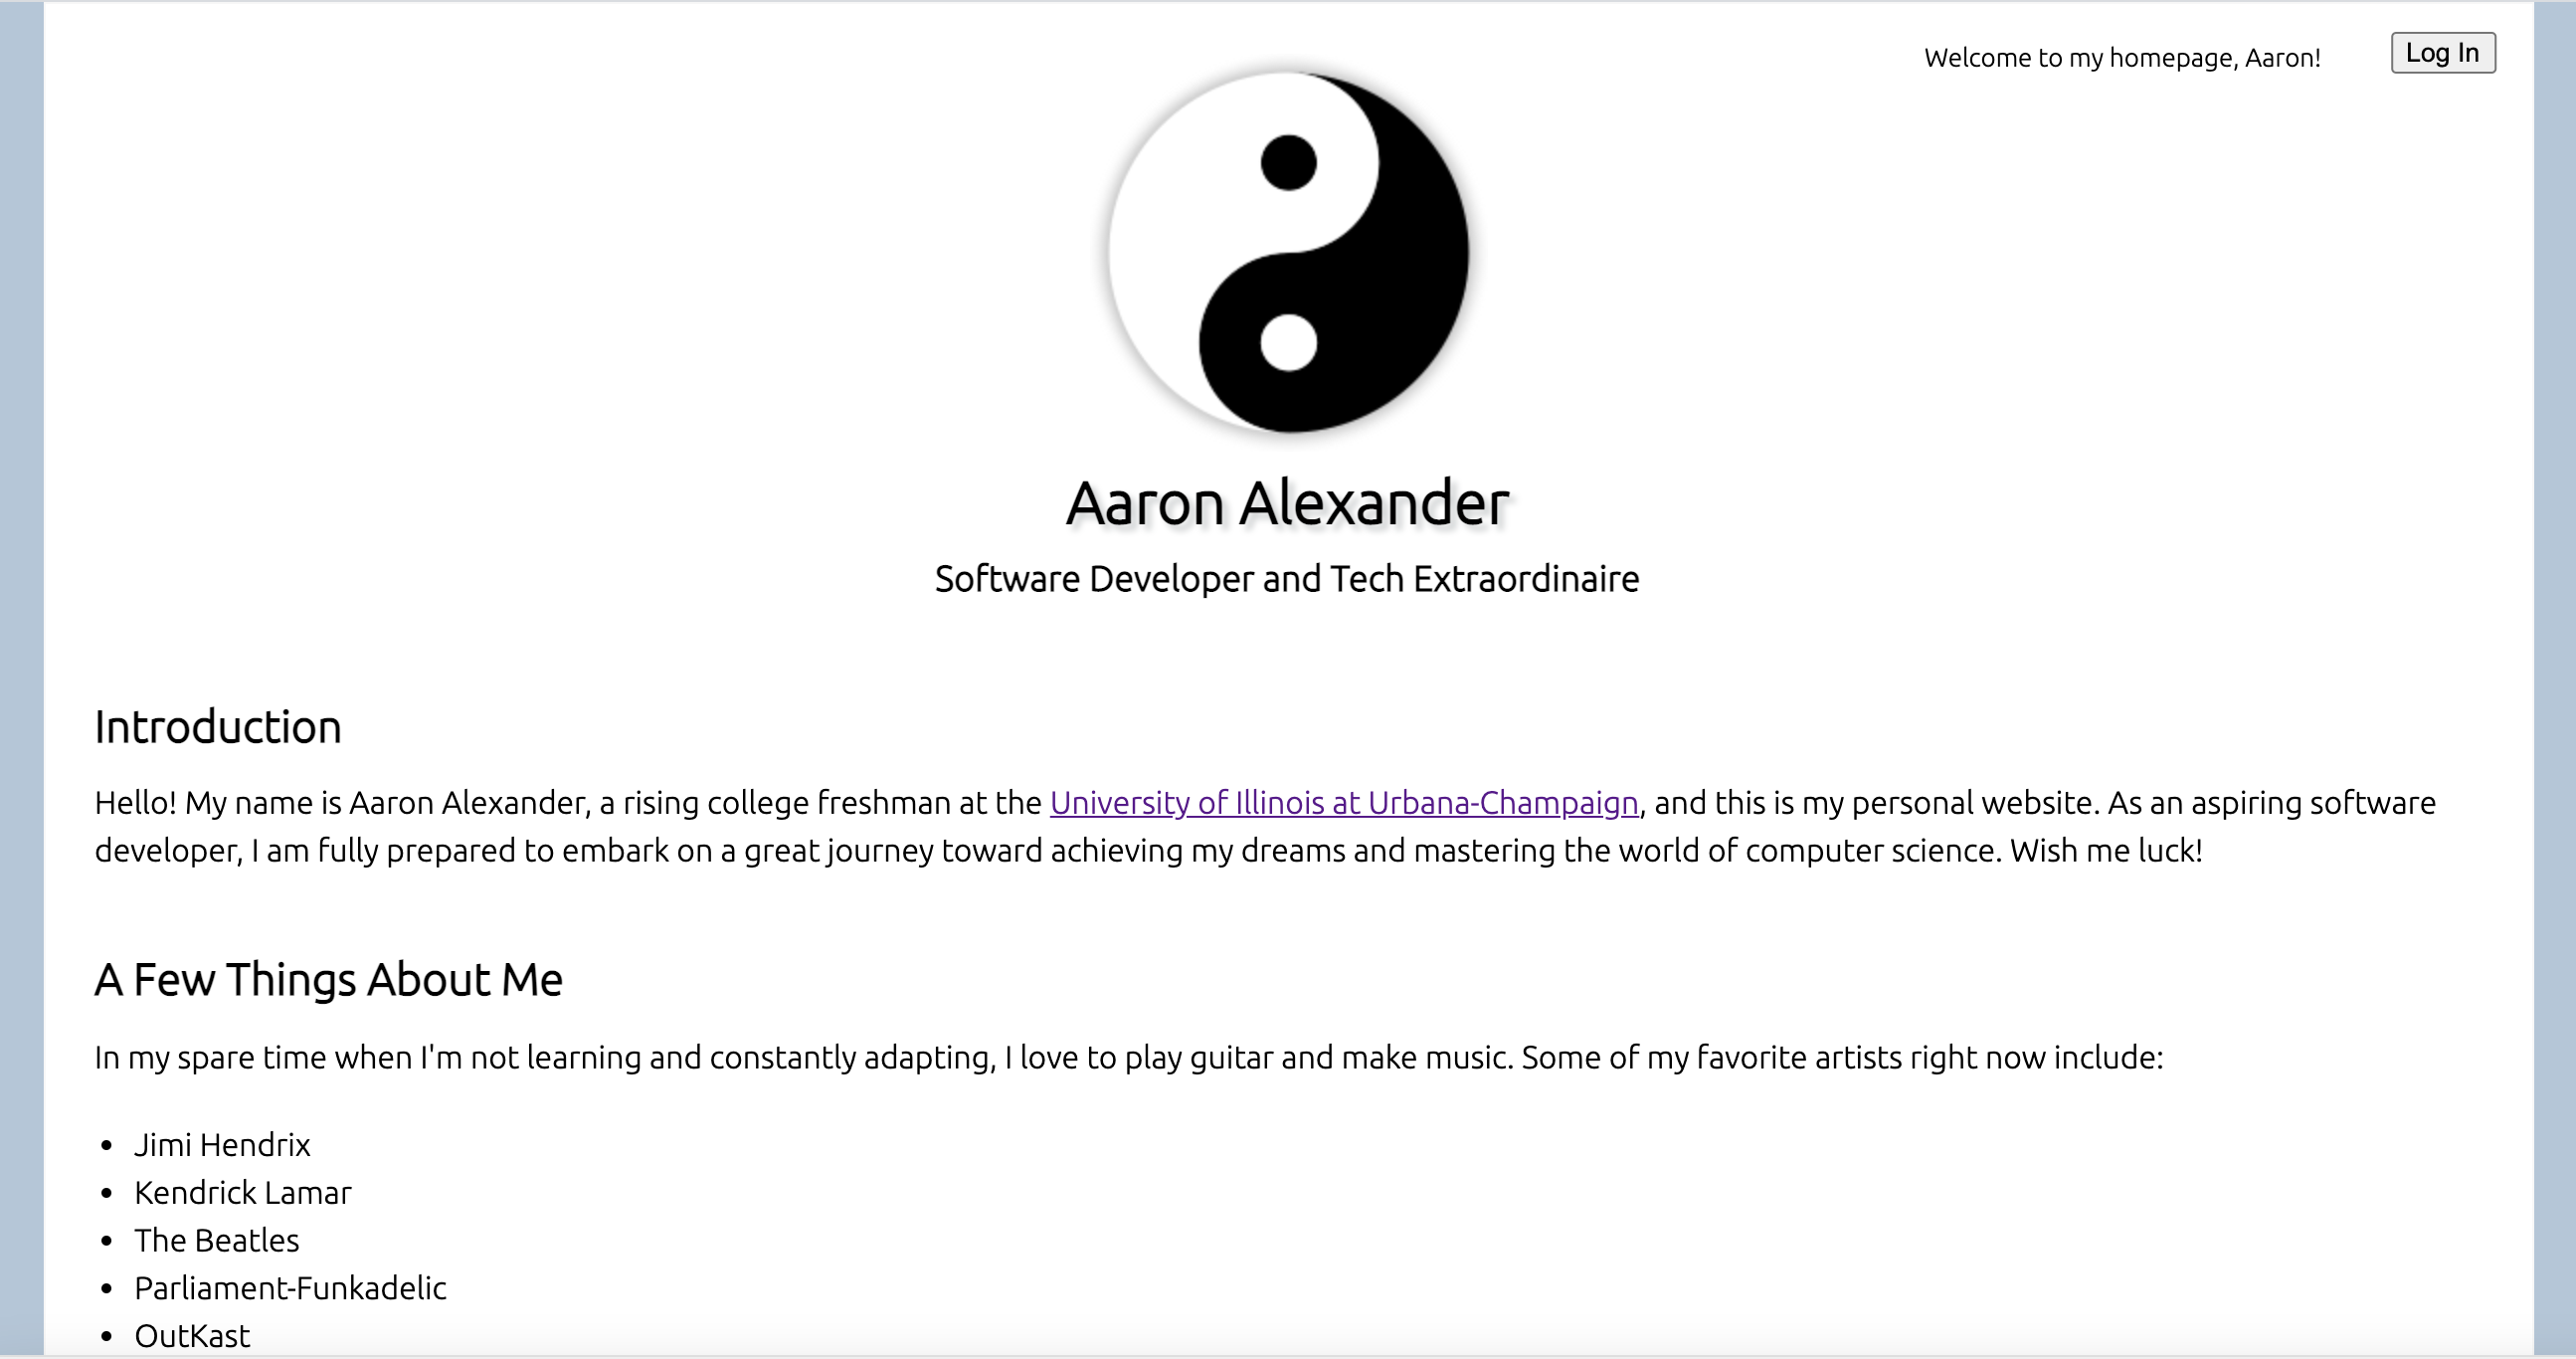 Welcome to my homepage, Aaron!
Log In
Aaron Alexander
Software Developer and Tech Extraordinaire
Introduction
Hello! My name is Aaron Alexander, a rising college freshman at the University of Illinois at Urbana-Champaign, and this is my personal website. As an aspiring software
developer, I am fully prepared to embark on a great journey toward achieving my dreams and mastering the world of computer science. Wish me luck!
A Few Things About Me
In my spare time when I'm not learning and constantly adapting, I love to play guitar and make music. Some of my favorite artists right now include:
• Jimi Hendrix
• Kendrick Lamar
• The Beatles
• Parliament-Funkadelic
• OutKast